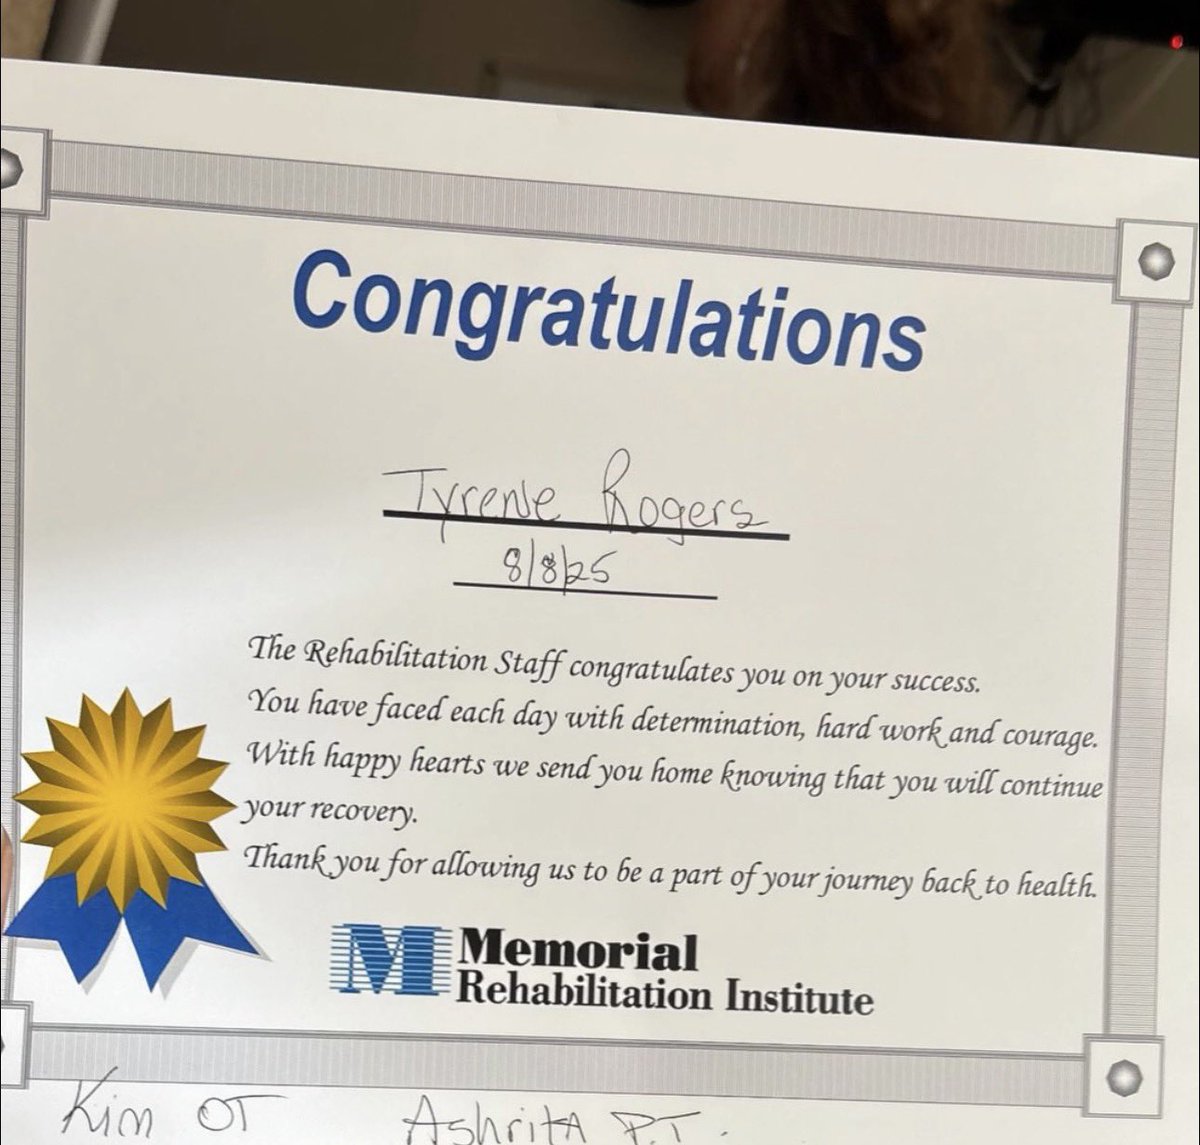 Congratulations
Tyrene Rogers
8/8/25
The Rehabilitation Staff congratulates you on your success.
You have faced each day with determination, hard work and courage.
With happy hearts we send you home knowing that you will continue
your recovery.
Thank you for allowing us to be a part of your journey back to health.
M Memorial
Rehabilitation Institute
Kim OT Ashrita P.T.